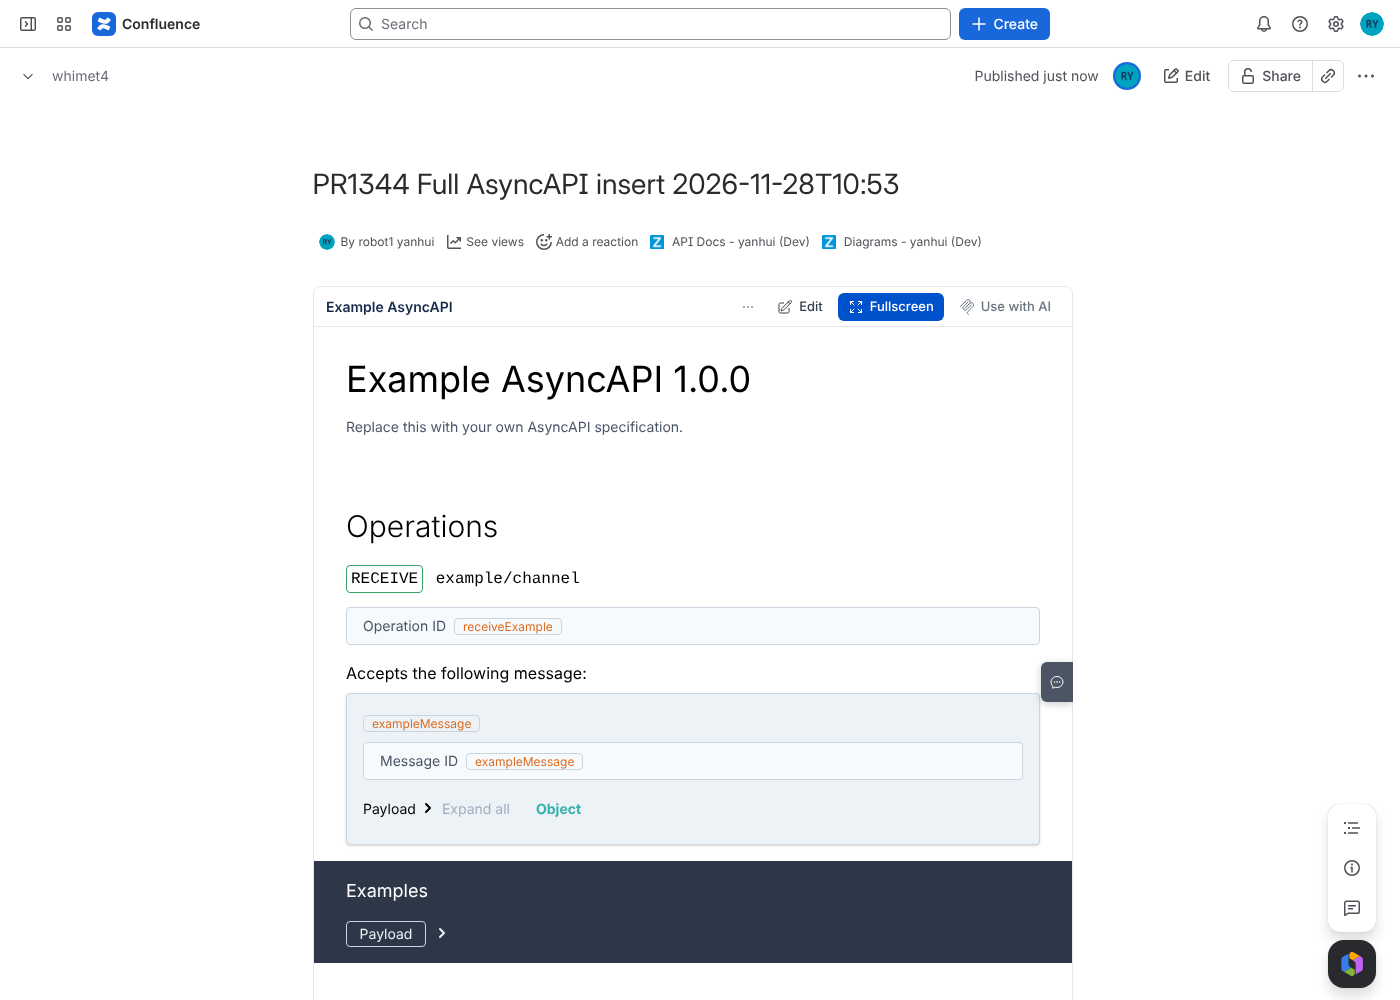 Confluence
Search
Create
RY
whimet4
Published just now
RY
Edit
Share
PR1344 Full AsyncAPI insert 2026-11-28T10:53
RY By robot1 yanhui
See views
Add a reaction
Z API Docs - yanhui (Dev)
Z Diagrams - yanhui (Dev)
Example AsyncAPI
Edit
Fullscreen
Use with AI
Example AsyncAPI 1.0.0
Replace this with your own AsyncAPI specification.
Operations
RECEIVE example/channel
Operation ID receiveExample
Accepts the following message:
exampleMessage
Message ID exampleMessage
Payload Expand all Object
Examples
Payload